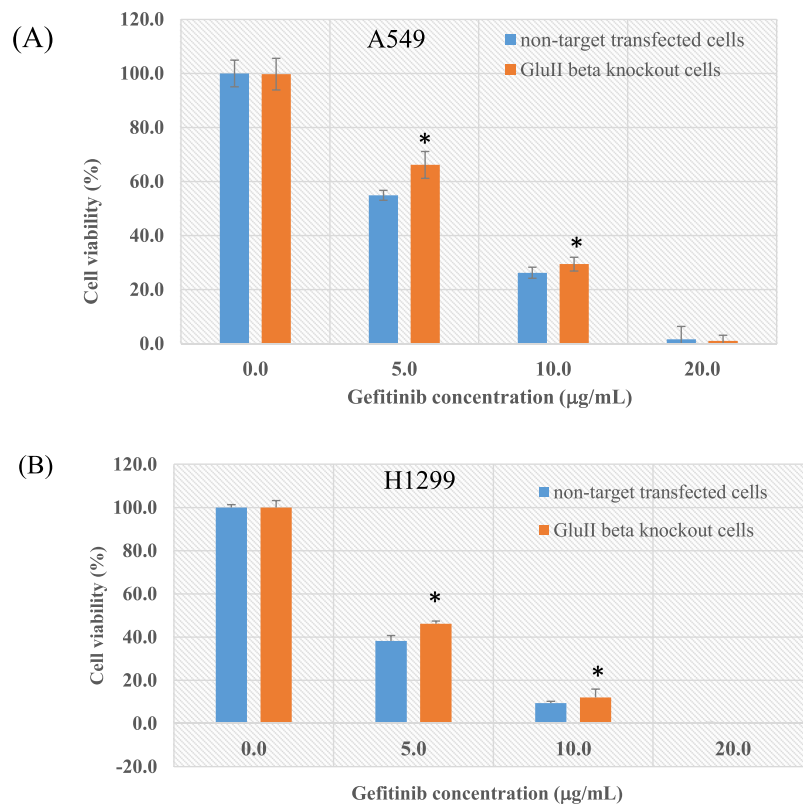 (A)
A549
non-target transfected cells
GluII beta knockout cells
120.0
100.0
80.0
60.0
40.0
20.0
0.0
Cell viability (%)
*
*
0.0 5.0 10.0 20.0
Gefitinib concentration (μg/mL)
(B)
H1299
non-target transfected cells
GluII beta knockout cells
120.0
100.0
80.0
60.0
40.0
20.0
0.0
-20.0
Cell viability (%)
*
*
0.0 5.0 10.0 20.0
Gefitinib concentration (μg/mL)